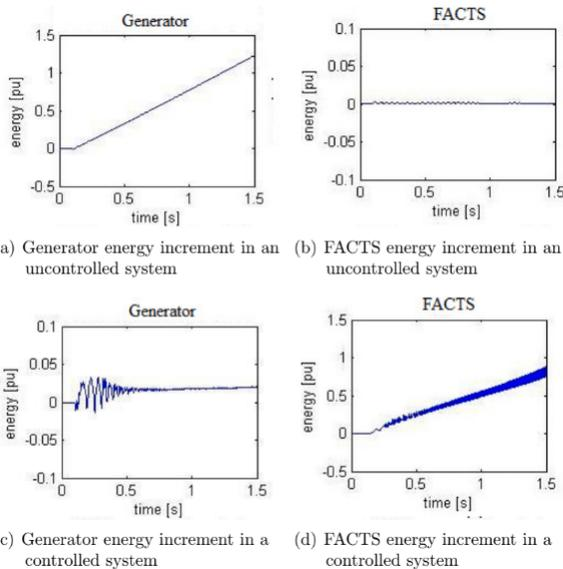 Generator
1.5
1
0.5
0
-0.5
0 0.5 1 1.5
energy [pu]
time [s]
FACTS
0.1
0.05
0
-0.05
-0.1
0 0.5 1 1.5
energy [pu]
time [s]
a) Generator energy increment in an
uncontrolled system
(b) FACTS energy increment in an
uncontrolled system
Generator
0.1
0.05
0
-0.05
-0.1
0 0.5 1 1.5
energy [pu]
time [s]
FACTS
1.5
1
0.5
0
-0.5
0 0.5 1 1.5
energy [pu]
time [s]
c) Generator energy increment in a
controlled system
(d) FACTS energy increment in a
controlled system